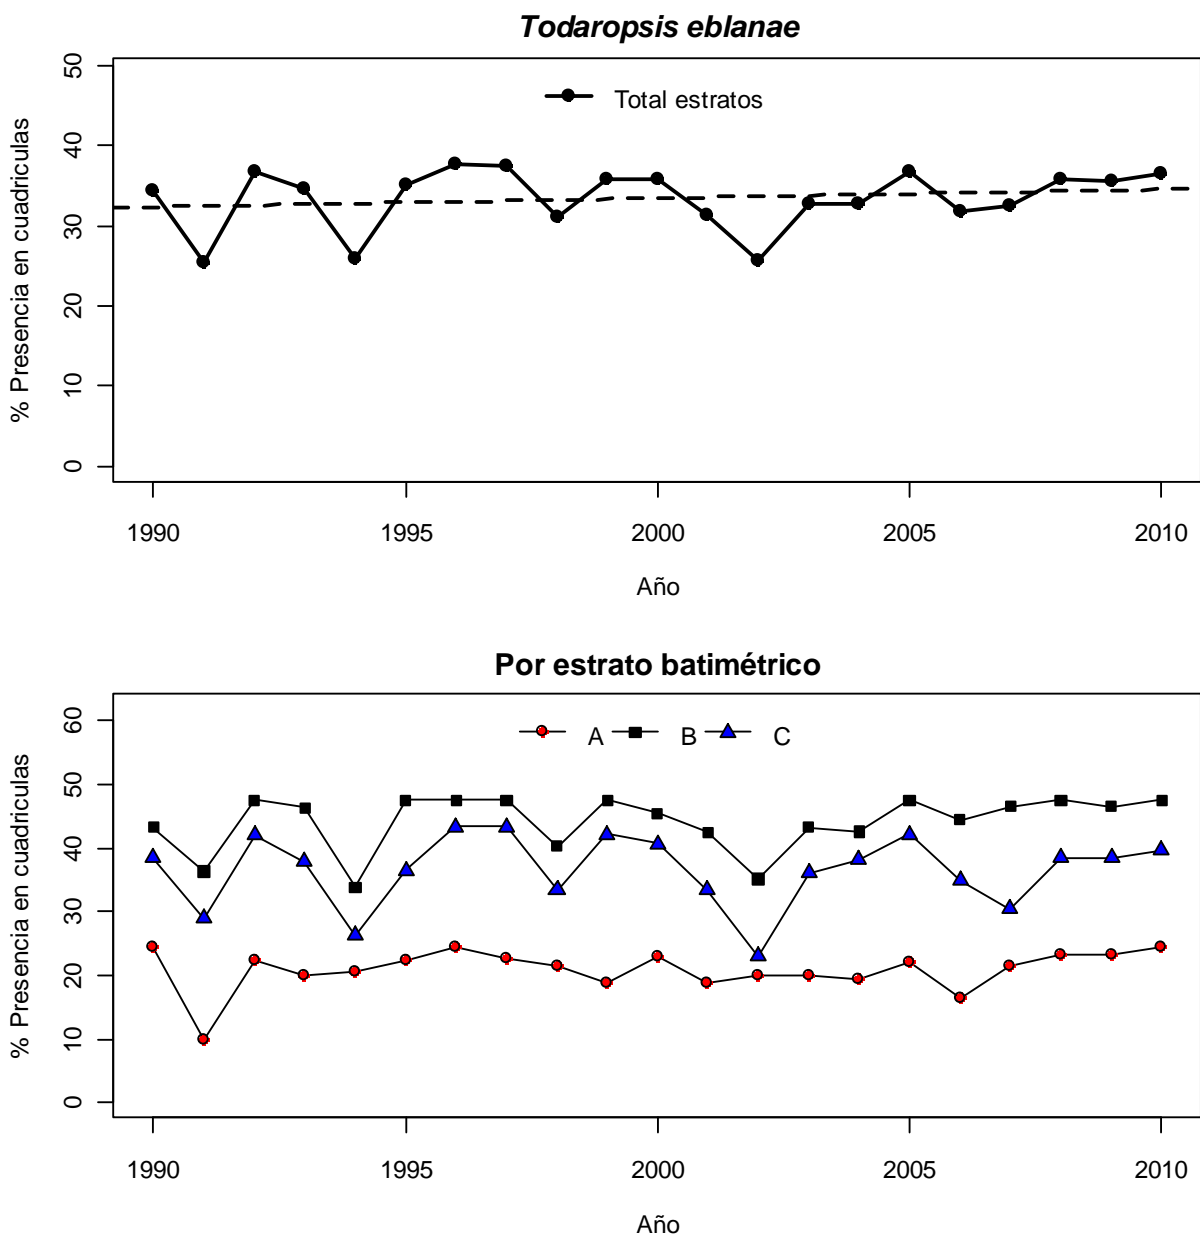 Todaropsis eblanae
% Presencia en cuadriculas
50
40
30
20
10
0
Total estratos
1990 1995 2000 2005 2010
Año
Por estrato batimétrico
% Presencia en cuadriculas
60
50
40
30
20
10
0
A B C
1990 1995 2000 2005 2010
Año